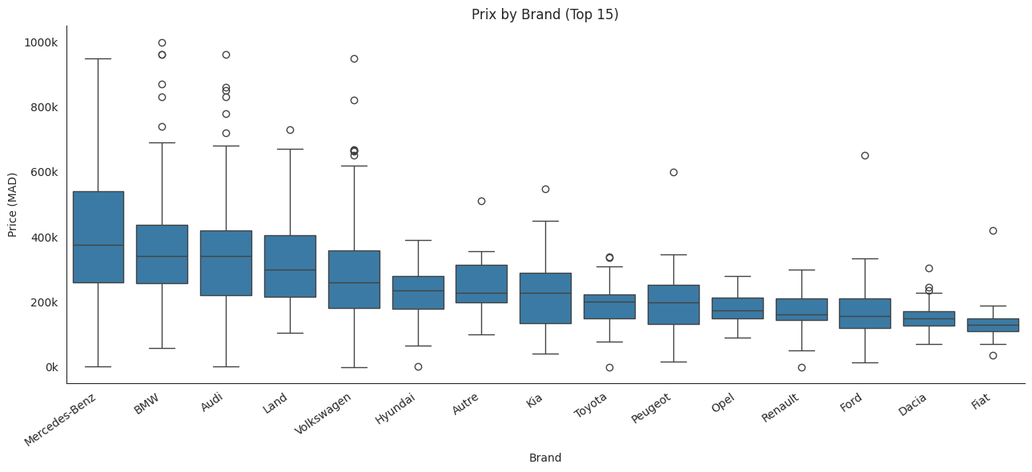 Prix by Brand (Top 15)
1000k
800k
600k
400k
200k
0k
Price (MAD)
Mercedes-Benz
BMW
Audi
Land
Volkswagen
Hyundai
Autre
Kia
Toyota
Peugeot
Opel
Renault
Ford
Dacia
Fiat
Brand